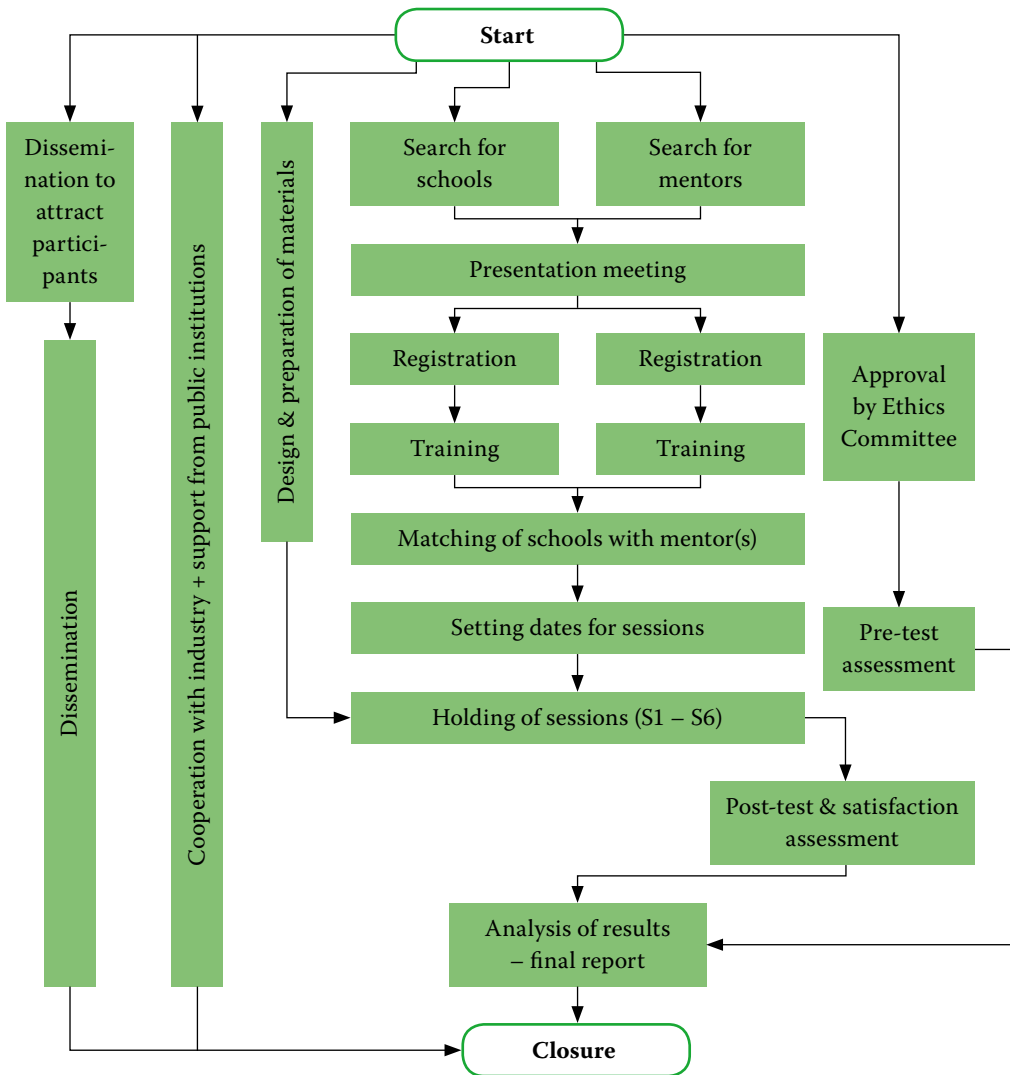 Start
Dissemi-
nation to
attract
partici-
pants
Cooperation with industry + support from public institutions
Design & preparation of materials
Search for
schools
Search for
mentors
Presentation meeting
Registration
Registration
Approval
by Ethics
Committee
Training
Training
Dissemination
Matching of schools with mentor(s)
Setting dates for sessions
Pre-test
assessment
Holding of sessions (S1 – S6)
Post-test & satisfaction
assessment
Analysis of results
– final report
Closure